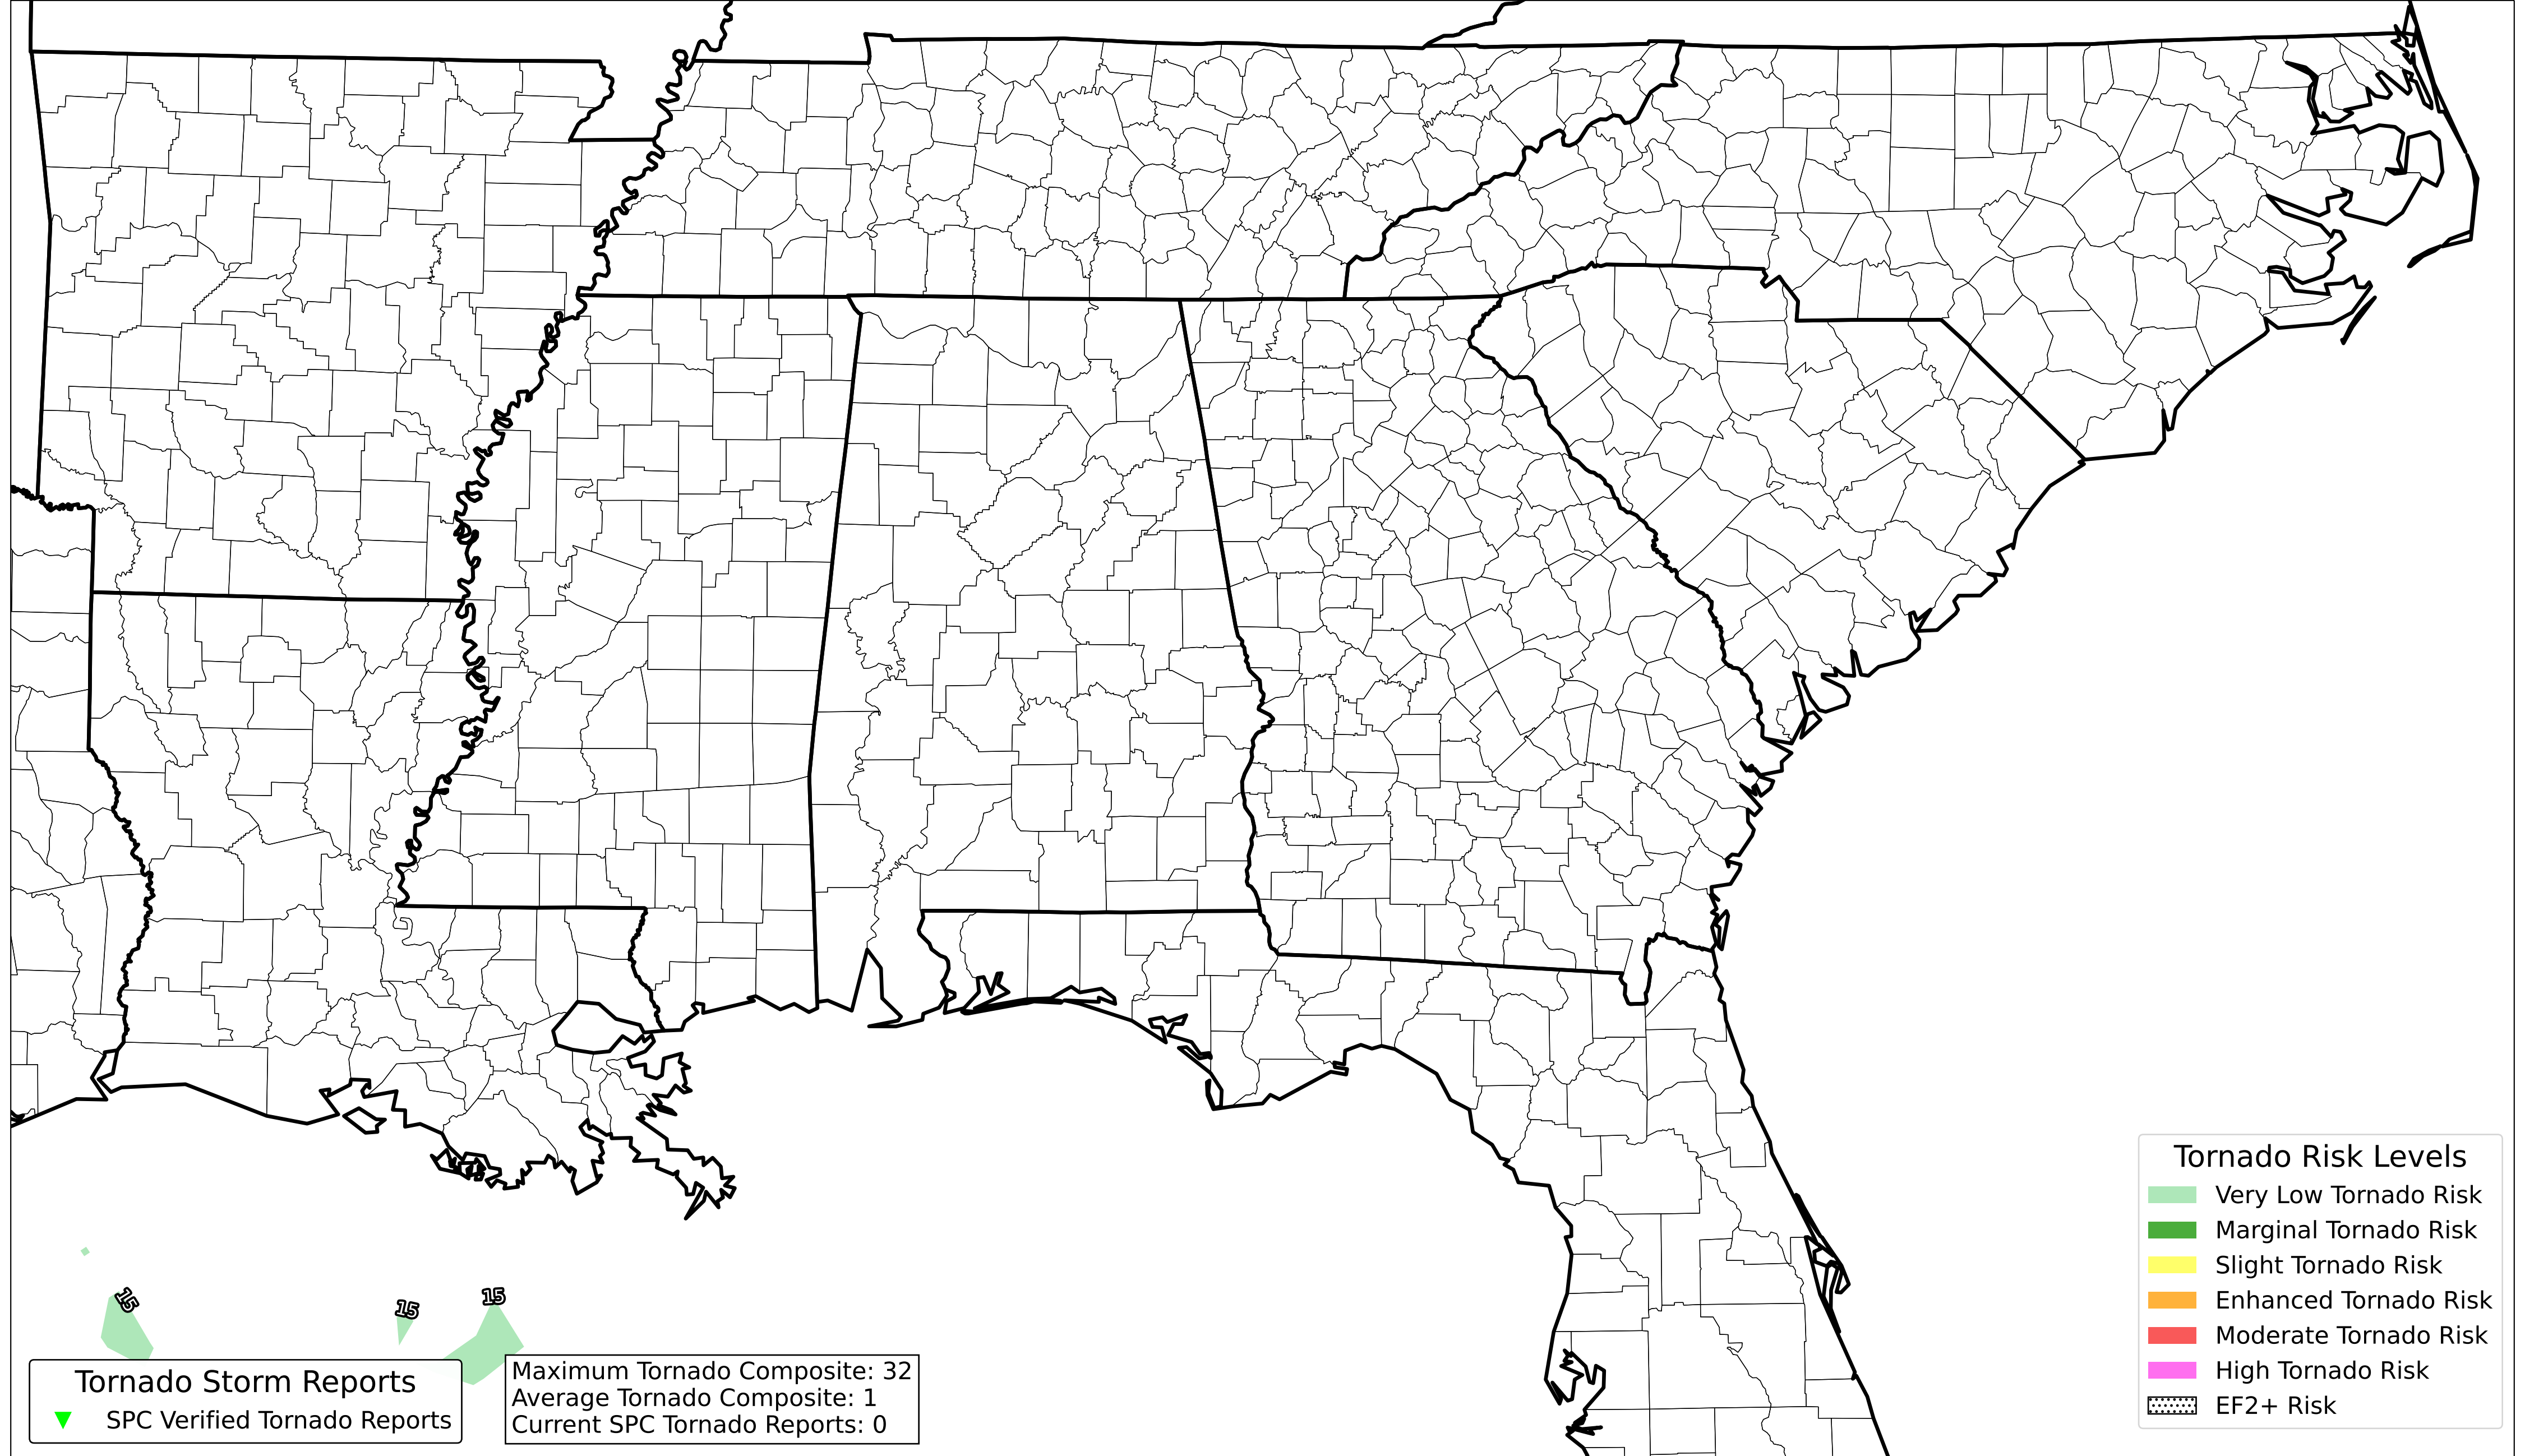 15
15
15
Tornado Storm Reports
SPC Verified Tornado Reports
Maximum Tornado Composite: 32
Average Tornado Composite: 1
Current SPC Tornado Reports: 0
Tornado Risk Levels
Very Low Tornado Risk
Marginal Tornado Risk
Slight Tornado Risk
Enhanced Tornado Risk
Moderate Tornado Risk
High Tornado Risk
EF2+ Risk